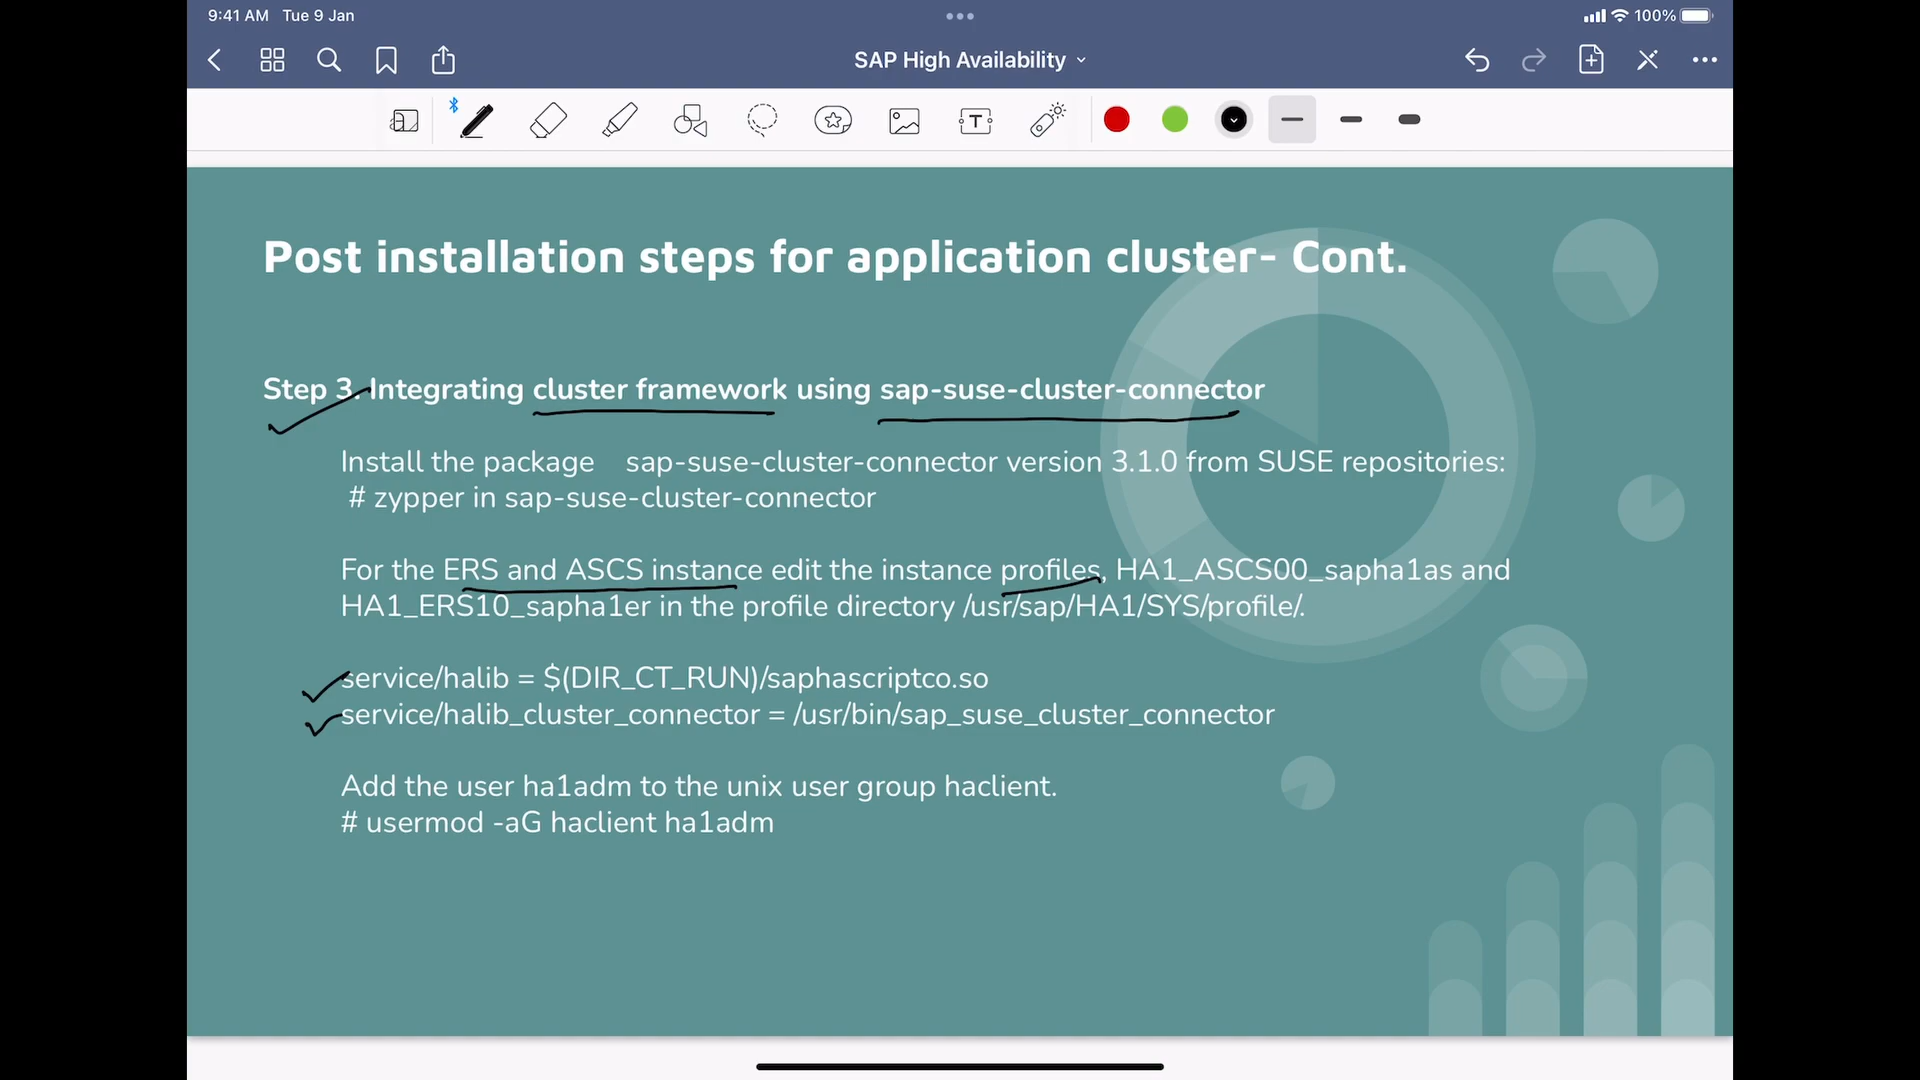 9:41 AM Tue 9 Jan
100%
SAP High Availability
a
T
Post installation steps for application cluster- Cont.
Step 3. Integrating cluster framework using sap-suse-cluster-connector
Install the package sap-suse-cluster-connector version 3.1.0 from SUSE repositories:
# zypper in sap-suse-cluster-connector
For the ERS and ASCS instance edit the instance profiles, HA1_ASCS00_sapha1as and
HA1_ERS10_sapha1er in the profile directory /usr/sap/HA1/SYS/profile/.
service/halib = $(DIR_CT_RUN)/saphascriptco.so
service/halib_cluster_connector = /usr/bin/sap_suse_cluster_connector
Add the user ha1adm to the unix user group haclient.
# usermod -aG haclient ha1adm